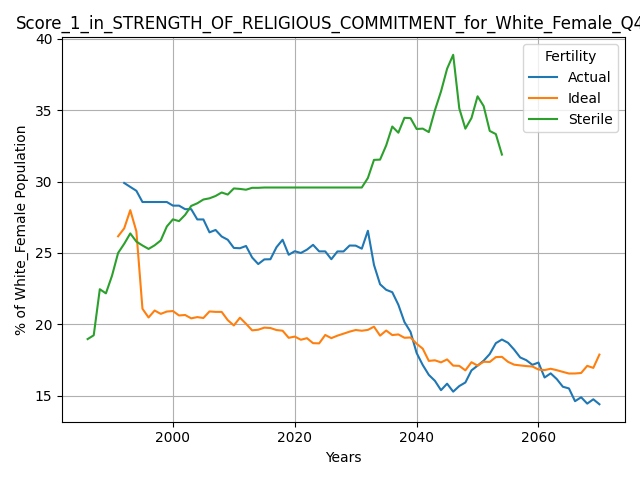 Score_1_in_STRENGTH_OF_RELIGIOUS_COMMITMENT_for_White_Female_Q4
% of White_Female Population
40
35
30
25
20
15
Fertility
Actual
Ideal
Sterile
2000 2020 2040 2060
Years